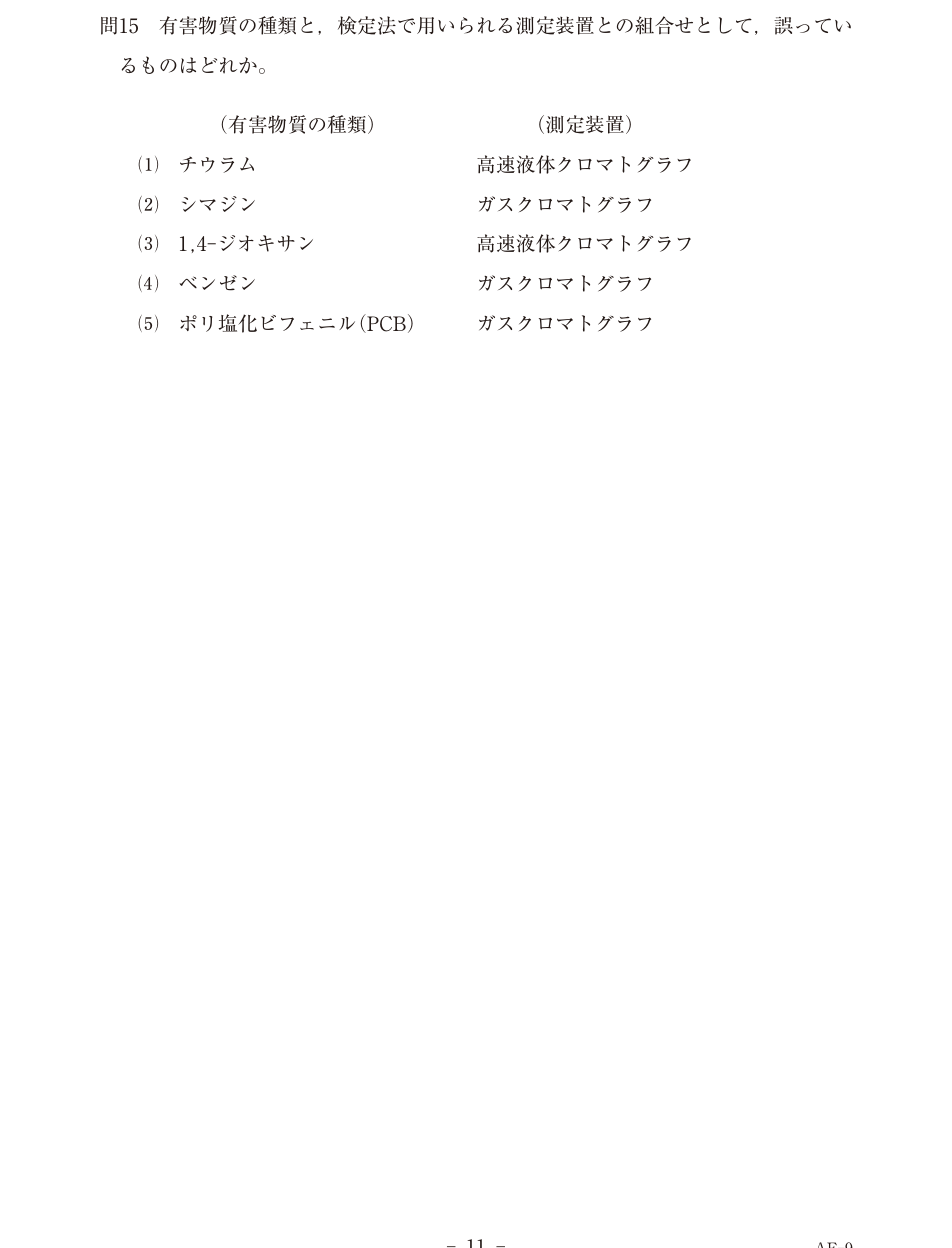 問15　有害物質の種類と，検定法で用いられる測定装置との組合せとして，誤ってい
るものはどれか。
（有害物質の種類）　（測定装置）
⑴　チウラム　高速液体クロマトグラフ
⑵　シマジン　ガスクロマトグラフ
⑶　1,4-ジオキサン　高速液体クロマトグラフ
⑷　ベンゼン　ガスクロマトグラフ
⑸　ポリ塩化ビフェニル(PCB)　ガスクロマトグラフ
－ 11 －